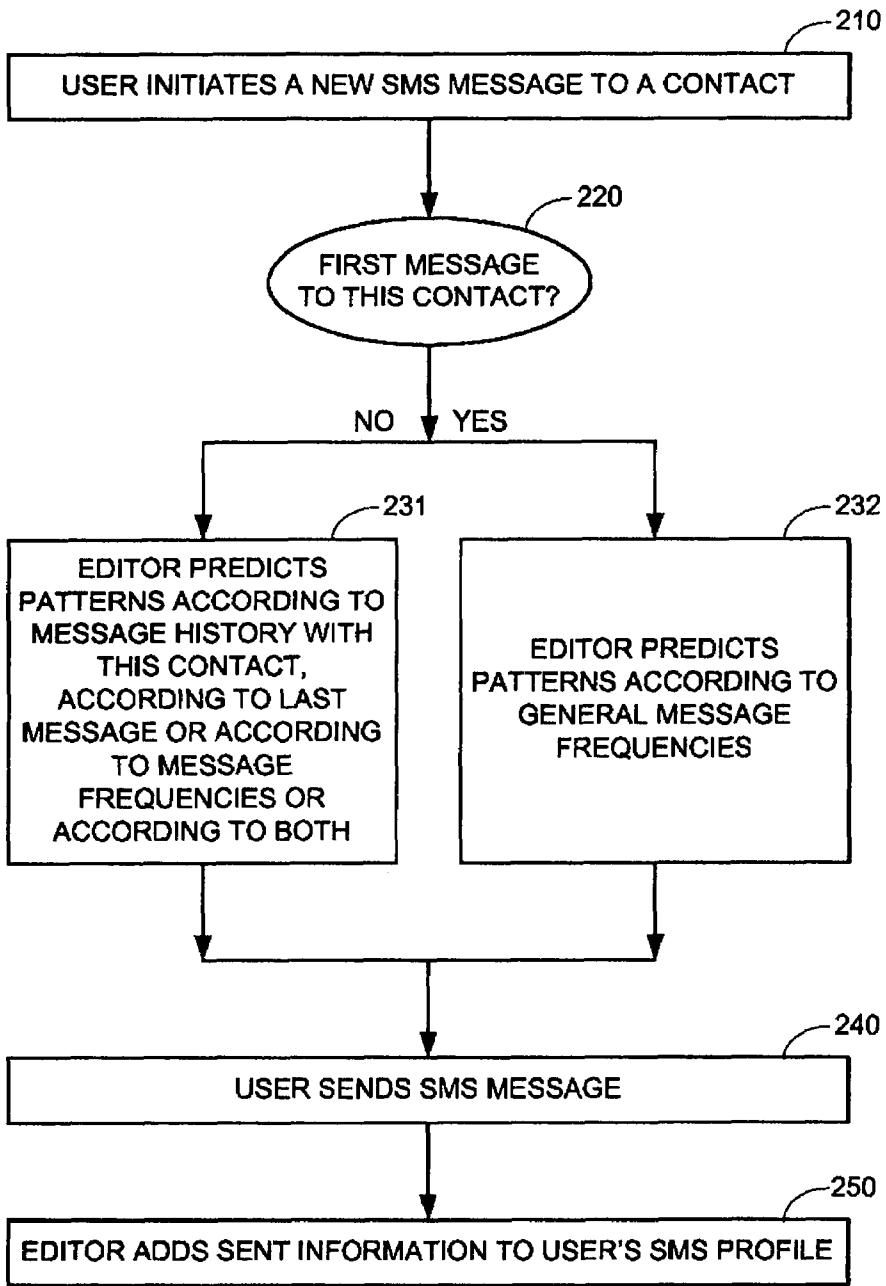 210
USER INITIATES A NEW SMS MESSAGE TO A CONTACT
220
FIRST MESSAGE
TO THIS CONTACT?
NO YES
231
EDITOR PREDICTS
PATTERNS ACCORDING TO
MESSAGE HISTORY WITH
THIS CONTACT,
ACCORDING TO LAST
MESSAGE OR ACCORDING
TO MESSAGE
FREQUENCIES OR
ACCORDING TO BOTH
232
EDITOR PREDICTS
PATTERNS ACCORDING TO
GENERAL MESSAGE
FREQUENCIES
240
USER SENDS SMS MESSAGE
250
EDITOR ADDS SENT INFORMATION TO USER'S SMS PROFILE